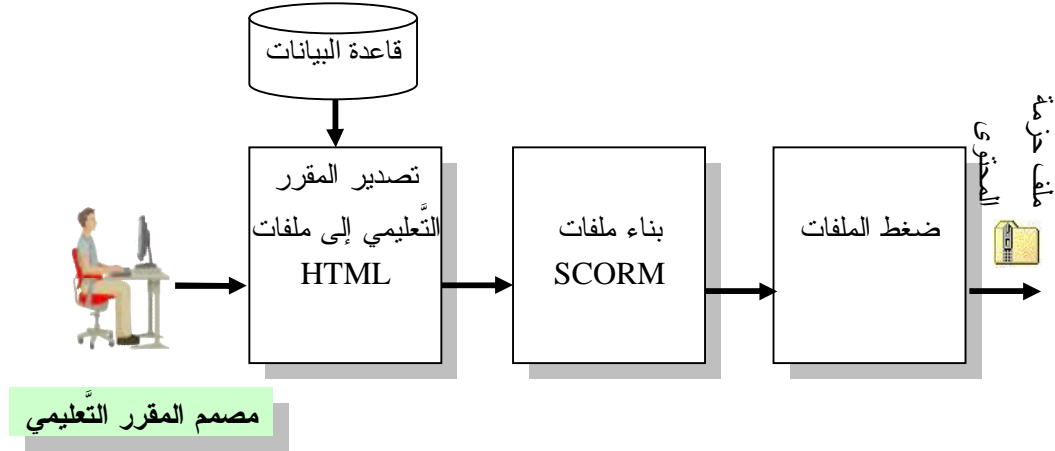 قاعدة البيانات
تصدير المقرر
التَّعليمي إلى ملفات
HTML
بناء ملفات
SCORM
ضغط الملفات
ملف حزمة
المحتوى
مصمم المقرر التَّعليمي